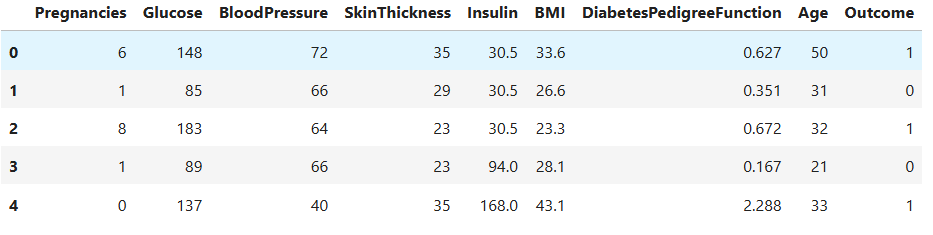 Pregnancies Glucose BloodPressure SkinThickness Insulin BMI DiabetesPedigreeFunction Age Outcome
0 6 148 72 35 30.5 33.6 0.627 50 1
1 1 85 66 29 30.5 26.6 0.351 31 0
2 8 183 64 23 30.5 23.3 0.672 32 1
3 1 89 66 23 94.0 28.1 0.167 21 0
4 0 137 40 35 168.0 43.1 2.288 33 1